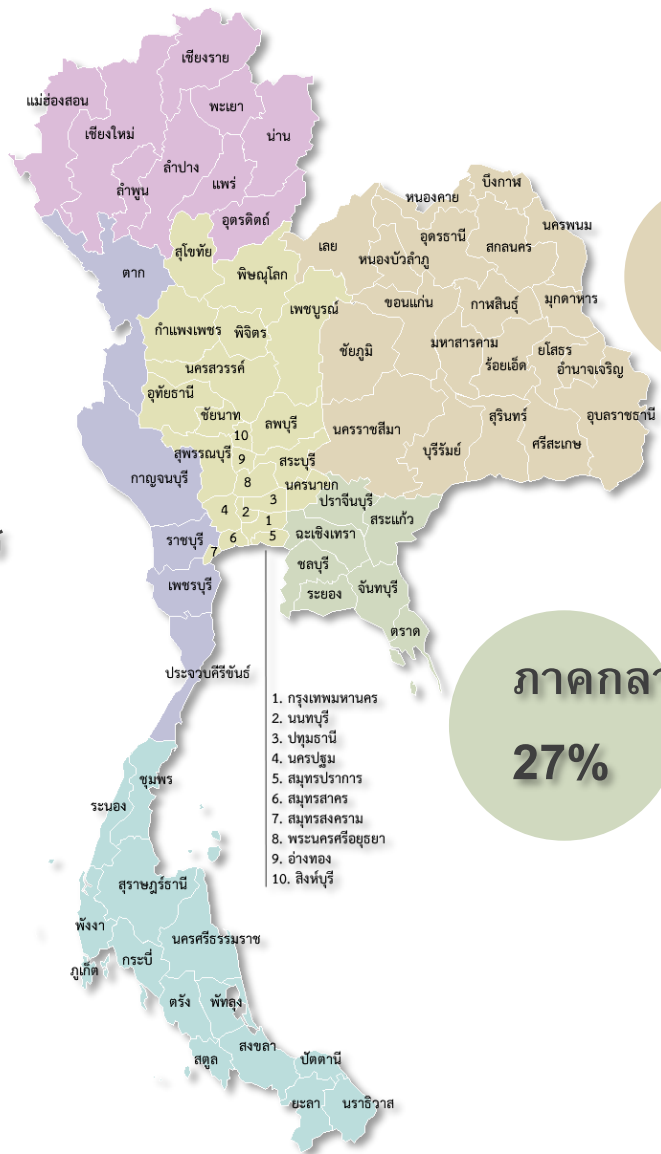 เชียงราย
แม่ฮ่องสอน
พะเยา
เชียงใหม่
น่าน
ลำปาง
ลำพูน
แพร่
อุตรดิตถ์
บึงกาฬ
หนองคาย
นครพนม
อุดรธานี
สกลนคร
เลย
หนองบัวลำภู
สุโขทัย
พิษณุโลก
ตาก
เพชบูรณ์
ขอนแก่น
กาฬสินธุ์
มุกดาหาร
กำแพงเพชร
พิจิตร
ชัยภูมิ
มหาสารคาม
ยโสธร
ร้อยเอ็ด
อำนาจเจริญ
นครสวรรค์
อุทัยธานี
ชัยนาท
ลพบุรี
นครราชสีมา
สุรินทร์
อุบลราชธานี
บุรีรัมย์
ศรีสะเกษ
10
สุพรรณบุรี
9
สระบุรี
กาญจนบุรี
8
นครนายก
ปราจีนบุรี
3
4
2
1
สระแก้ว
6
5
ฉะเชิงเทรา
7
ราชบุรี
ชลบุรี
เพชรบุรี
ระยอง
จันทบุรี
ตราด
ประจวบคีรีขันธ์
ภาคกลา
27%
1. กรุงเทพมหานคร
2. นนทบุรี
3. ปทุมธานี
4. นครปฐม
5. สมุทรปราการ
6. สมุทรสาคร
7. สมุทรสงคราม
8. พระนครศรีอยุธยา
9. อ่างทอง
10. สิงห์บุรี
ชุมพร
ระนอง
สุราษฎร์ธานี
พังงา
นครศรีธรรมราช
กระบี่
ภูเก็ต
ตรัง
พัทลุง
สงขลา
สตูล
ปัตตานี
ยะลา
นราธิวาส